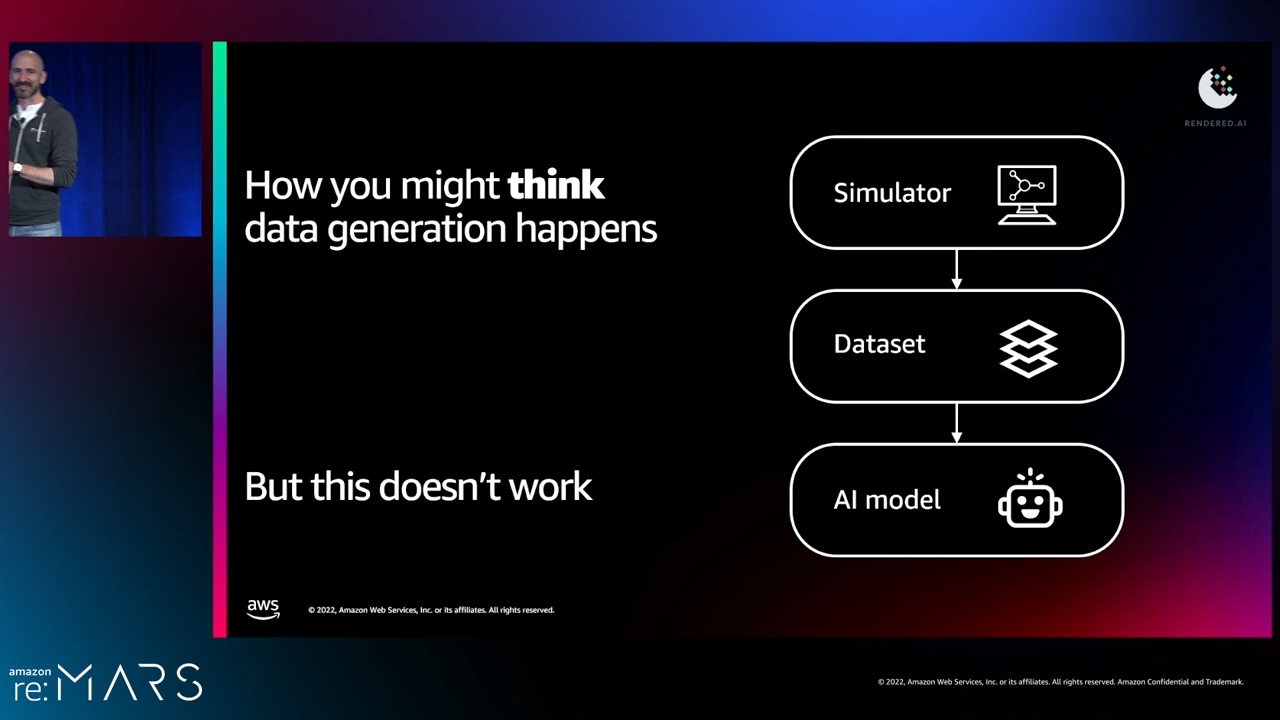 RENDERED.AI
How you might think
data generation happens
Simulator
Dataset
But this doesn't work
AI model
aws
© 2022, Amazon Web Services, Inc. or its affiliates. All rights reserved.
amazon
re:MARS
© 2022, Amazon Web Services, Inc. or its affiliates. All rights reserved. Amazon Confidential and Trademark.